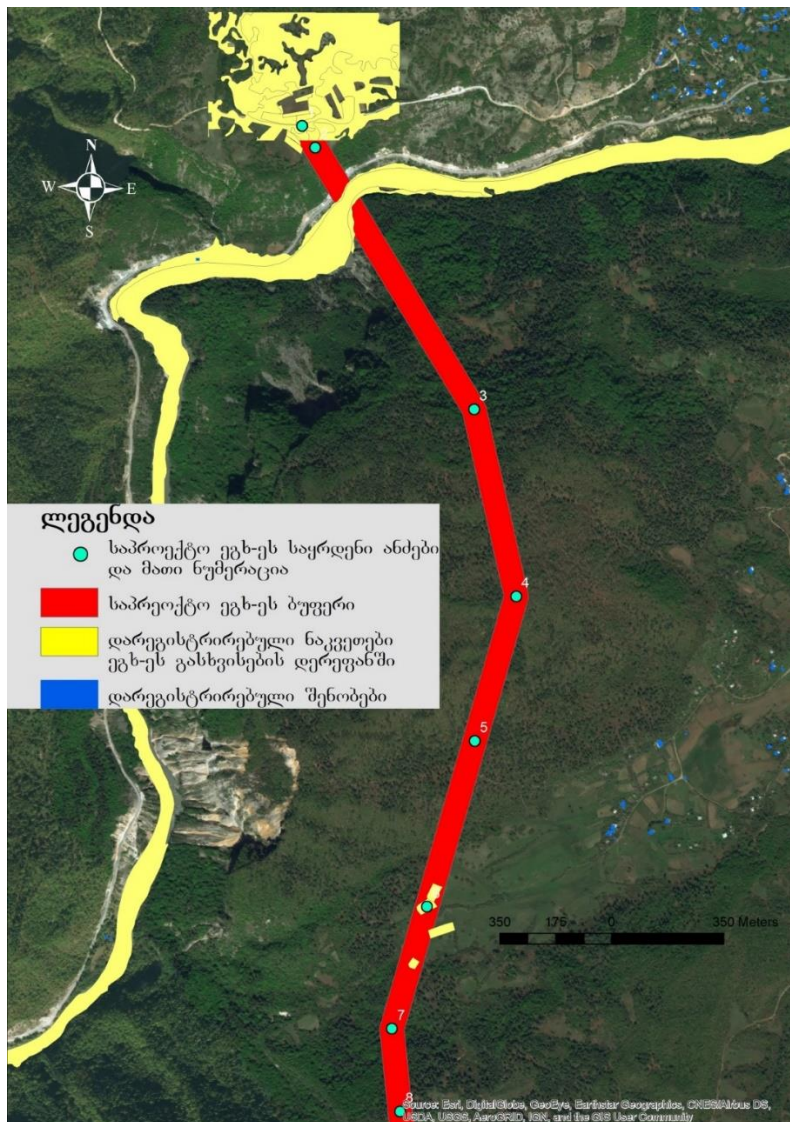 N
W E
S
3
4
ლეგენდა
საპროექტო ეგხ-ეს საყრდენი ანძები
და მათი ნუმერაცია
საპრეოქტო ეგხ-ეს ბუფერი
დარეგისტრირებული ნაკვეთები
ეგხ-ეს გასხვისების დერეფანში
დარეგისტრირებული შენობები
5
350 175 0 350 Meters
7
8
Source: Esri, DigitalGlobe, GeoEye, Earthstar Geographics, CNES/Airbus DS,
USDA, USGS, AeroGRID, IGN, and the GIS User Community